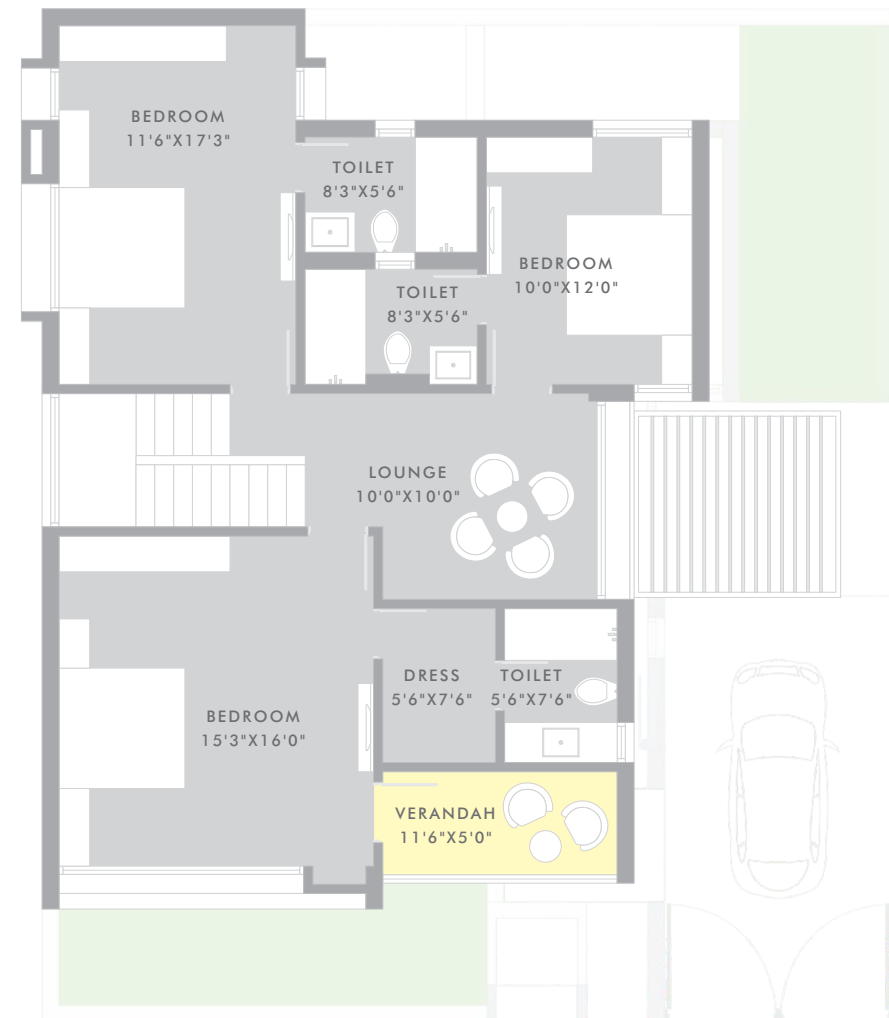 BEDROOM
11'6"X17'3"
TOILET
8'3"X5'6"
BEDROOM
10'0"X12'0"
TOILET
8'3"X5'6"
LOUNGE
10'0"X10'0"
DRESS
5'6"X7'6"
TOILET
5'6"X7'6"
BEDROOM
15'3"X16'0"
VERANDAH
11'6"X5'0"